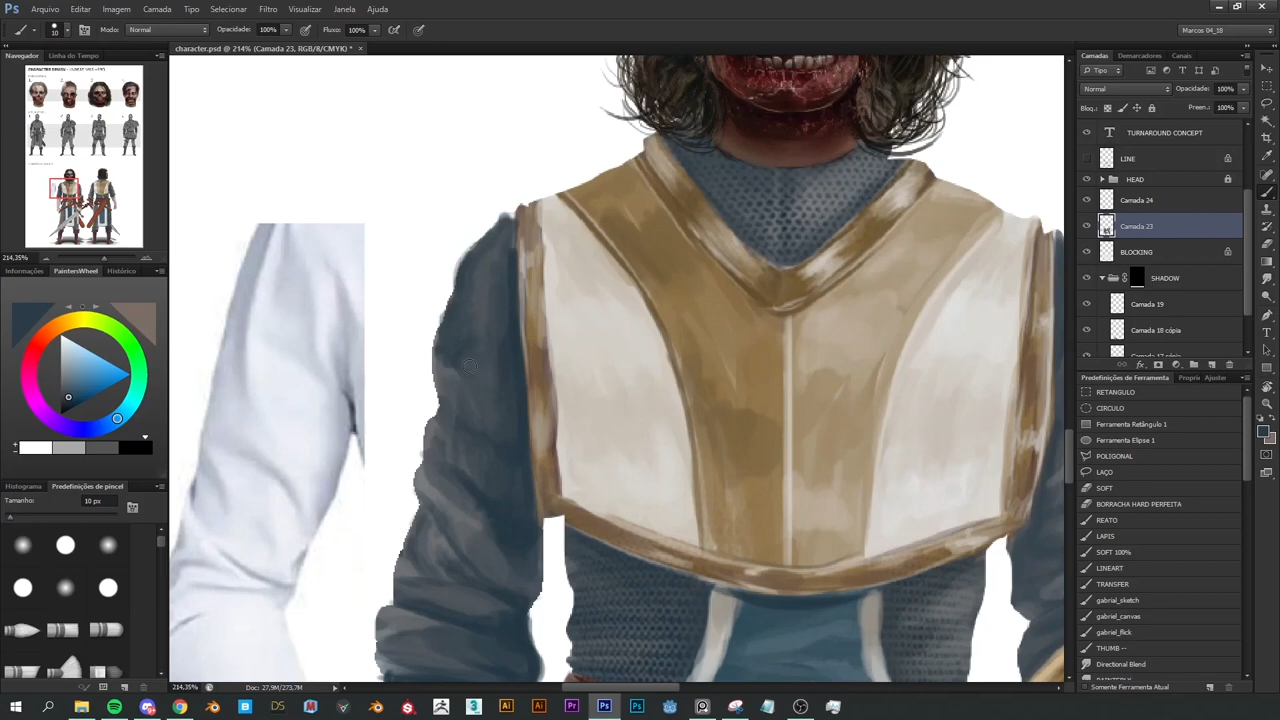 Ps Arquivo Editar Imagem Camada Tipo Selecionar Filtro Visualizar Janela Ajuda
10 Modo: Normal Opacidade: 100% Fluxo: 100% Marcos 04_18
Navegador Linha do Tempo
character.psd @ 214% (Camada 23, RGB/8/CMYK) *
Camadas Demarcadores Canais
Tipo
Normal Opacidade: 100%
Bloq.: Preen.: 100%
TURNAROUND CONCEPT
LINE
HEAD
Camada 24
Camada 23
BLOCKING
SHADOW
Camada 19
Camada 18 cópia
214,35%
Informações PaintersWheel Histórico
Predefinições de Ferramenta Proprie Ajustes
RETANGULO
CIRCULO
Ferramenta Retângulo 1
Ferramenta Elipse 1
POLIGONAL
LAÇO
SOFT
BORRACHA HARD PERFEITA
REATO
LAPIS
SOFT 100%
LINEART
TRANSFER
gabrial_sketch
gabriel_canvas
gabriel_flick
THUMB --
Directional Blend
Somente Ferramenta Atual
Histograma Predefinições de pincel
Tamanho: 10 px
214,35% Doc: 27,9M/273,7M